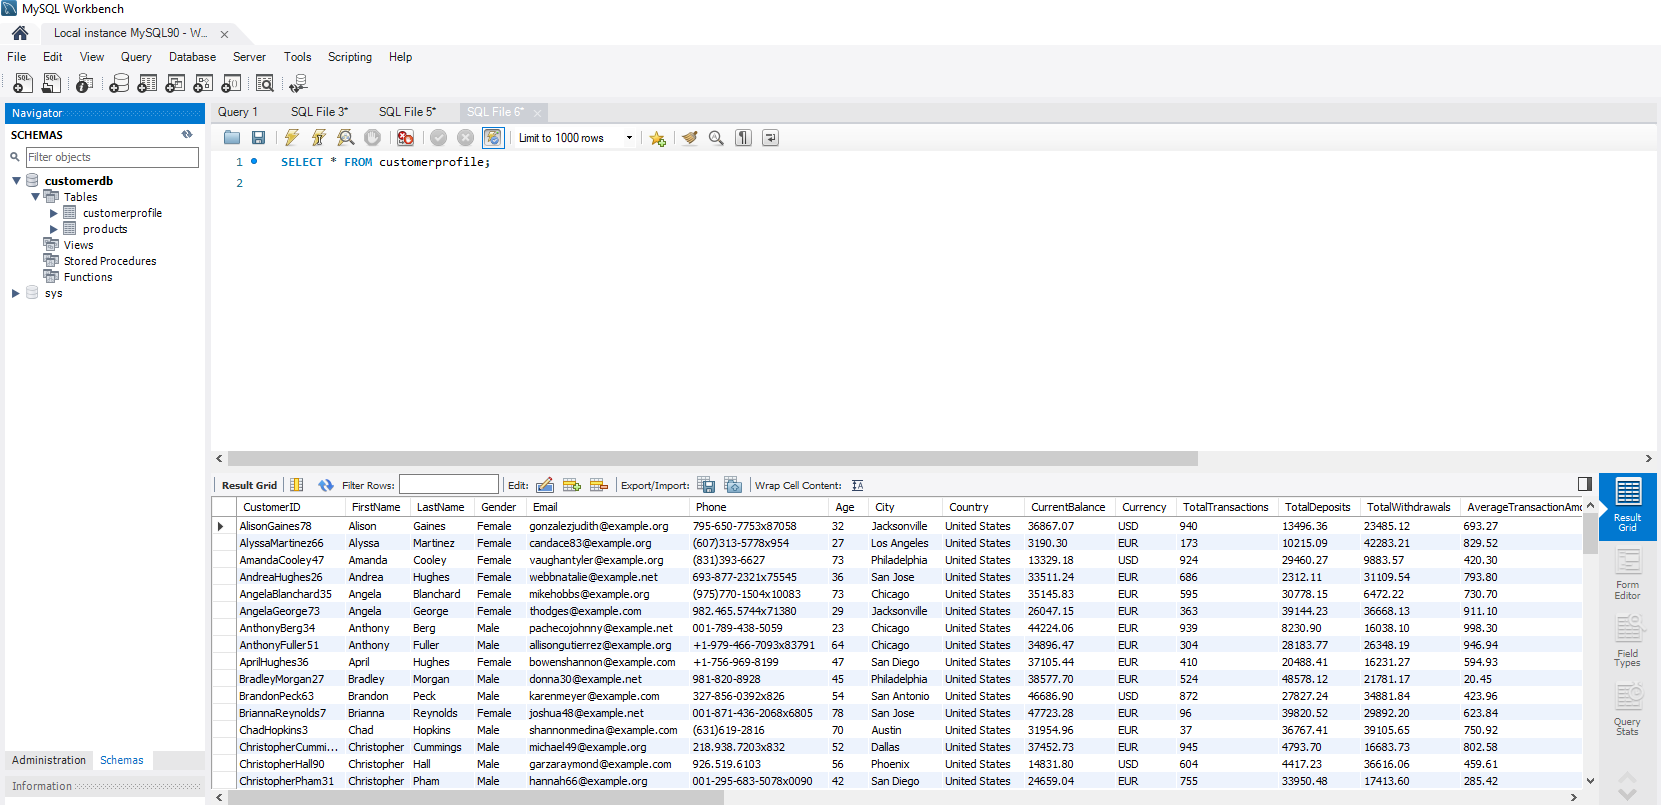 MySQL Workbench
Local instance MySQL90 - W... ×
File Edit View Query Database Server Tools Scripting Help
Navigator
Query 1 SQL File 3* SQL File 5* SQL File 6* ×
SCHEMAS
Limit to 1000 rows
Filter objects
1 SELECT * FROM customerprofile;
2
customerdb
Tables
customerprofile
products
Views
Stored Procedures
Functions
sys
Result Grid Filter Rows: Edit: Export/Import: Wrap Cell Content:
CustomerID FirstName LastName Gender Email Phone Age City Country CurrentBalance Currency TotalTransactions TotalDeposits TotalWithdrawals AverageTransactionAmo
AlisonGaines78 Alison Gaines Female gonzalezjudith@example.org 795-650-7753x87058 32 Jacksonville United States 36867.07 USD 940 13496.36 23485.12 693.27
AlyssaMartinez66 Alyssa Martinez Female candace83@example.org (607)313-5778x954 27 Los Angeles United States 3190.30 EUR 173 10215.09 42283.21 829.52
AmandaCooley47 Amanda Cooley Female vaughantyler@example.org (831)393-6627 73 Philadelphia United States 13329.18 USD 924 29460.27 9883.57 420.30
AndreaHughes26 Andrea Hughes Female webbnatalie@example.net 693-877-2321x75545 36 San Jose United States 33511.24 EUR 686 2312.11 31109.54 793.80
AngelaBlanchard35 Angela Blanchard Female mikehobbs@example.org (975)770-1504x10083 73 Chicago United States 35145.83 EUR 595 30778.15 6472.22 730.70
AngelaGeorge73 Angela George Female thodges@example.com 982.465.5744x71380 29 Jacksonville United States 26047.15 EUR 363 39144.23 36668.13 911.10
AnthonyBerg34 Anthony Berg Male pachecojohnny@example.net 001-789-438-5059 23 Chicago United States 44224.06 EUR 939 8230.90 16038.10 998.30
AnthonyFuller51 Anthony Fuller Male allisongutierrez@example.org +1-979-466-7093x83791 64 Chicago United States 34896.47 EUR 304 28183.77 26348.19 946.94
AprilHughes36 April Hughes Female bowenshannon@example.com +1-756-969-8199 47 San Diego United States 37105.44 EUR 410 20488.41 16231.27 594.93
BradleyMorgan27 Bradley Morgan Male donna30@example.net 981-820-8928 45 Philadelphia United States 38577.70 EUR 524 48578.12 21781.17 20.45
BrandonPeck63 Brandon Peck Male karenmeyer@example.com 327-856-0392x826 54 San Antonio United States 46686.90 USD 872 27827.24 34881.84 423.96
BriannaReynolds7 Brianna Reynolds Female joshua48@example.net 001-871-436-2068x6805 78 San Jose United States 47723.28 EUR 96 39820.52 29892.20 623.84
ChadHopkins3 Chad Hopkins Male shannonmedina@example.com (631)619-2816 70 Austin United States 31954.96 EUR 37 36767.41 39105.65 750.92
ChristopherCummi... Christopher Cummings Male michael49@example.org 218.938.7203x832 52 Dallas United States 37452.73 EUR 945 4793.70 16683.73 802.58
ChristopherHall90 Christopher Hall Male garzaraymond@example.com 926.519.6103 56 Phoenix United States 14831.80 USD 604 4417.23 36616.06 459.61
ChristopherPham31 Christopher Pham Male hannah66@example.org 001-295-683-5078x0090 42 San Diego United States 24659.04 EUR 755 33950.48 17413.60 285.42
Result
Grid
Form
Editor
Field
Types
Query
Stats
Administration Schemas
Information